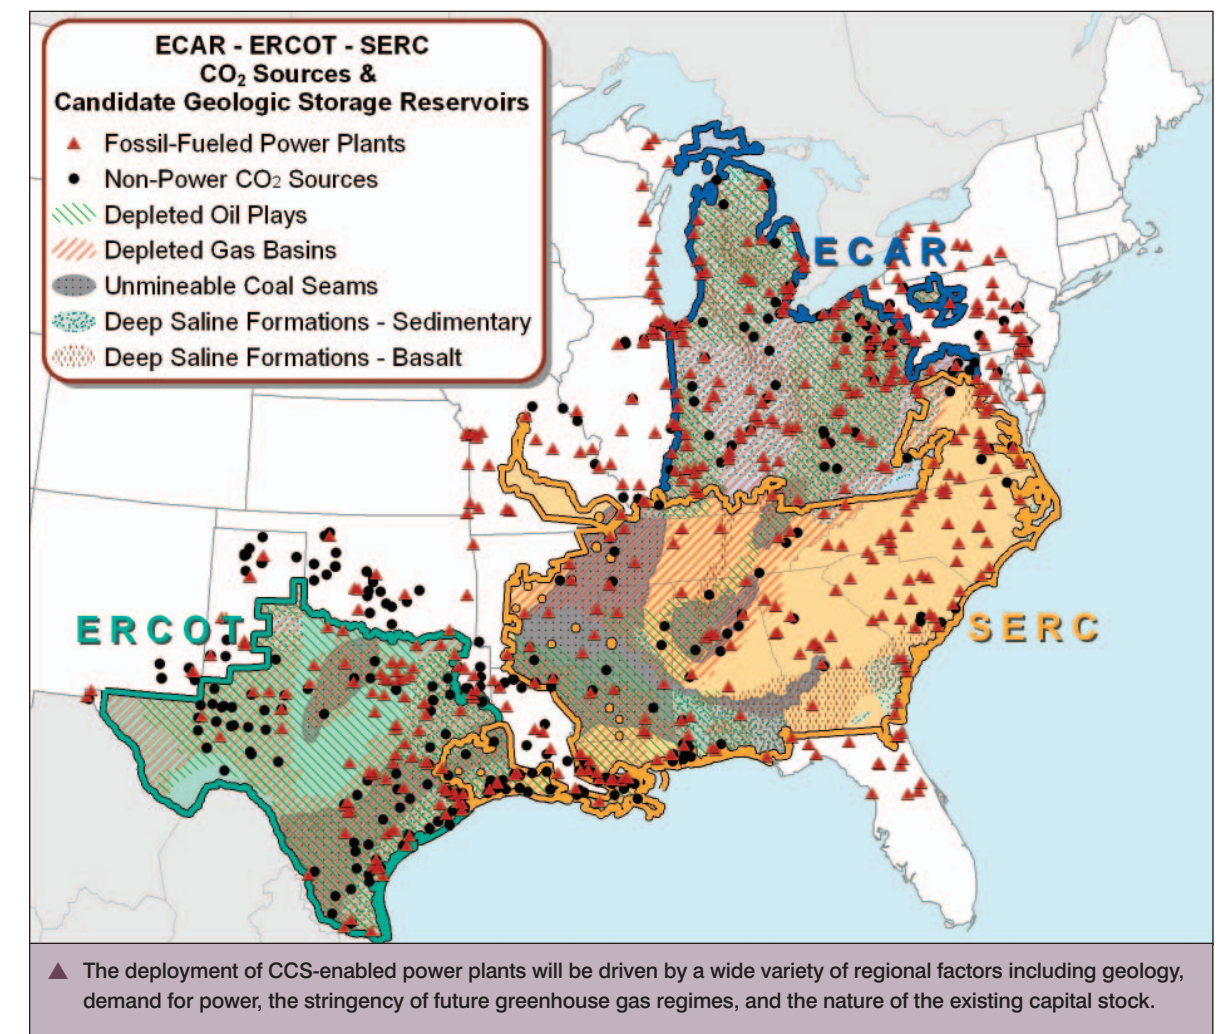 ECAR - ERCOT - SERC
CO2 Sources &
Candidate Geologic Storage Reservoirs
Fossil-Fueled Power Plants
Non-Power CO2 Sources
Depleted Oil Plays
Depleted Gas Basins
Unmineable Coal Seams
Deep Saline Formations - Sedimentary
Deep Saline Formations - Basalt
ECAR
ERCOT
SERC
▲ The deployment of CCS-enabled power plants will be driven by a wide variety of regional factors including geology,
demand for power, the stringency of future greenhouse gas regimes, and the nature of the existing capital stock.